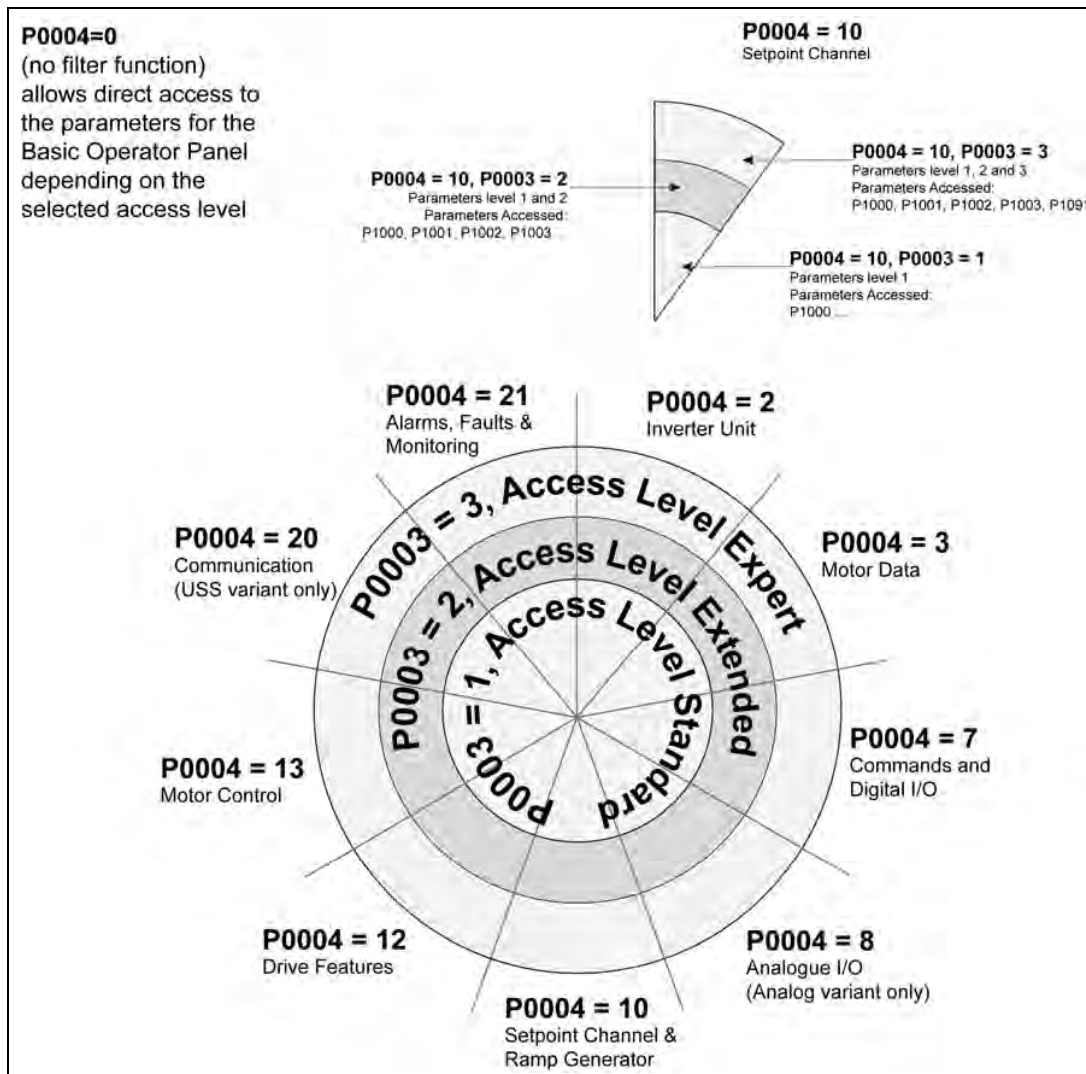 P0004=0
(no filter function)
allows direct access to
the parameters for the
Basic Operator Panel
depending on the
selected access level
P0004 = 10
Setpoint Channel
P0004 = 10, P0003 = 2
Parameters level 1 and 2
Parameters Accessed:
P1000, P1001, P1002, P1003 ...
P0004 = 10, P0003 = 3
Parameters level 1, 2 and 3
Parameters Accessed:
P1000, P1001, P1002, P1003, P1091
P0004 = 10, P0003 = 1
Parameters level 1
Parameters Accessed:
P1000 ...
P0004 = 21
Alarms, Faults &
Monitoring
P0004 = 2
Inverter Unit
P0004 = 20
Communication
(USS variant only)
P0004 = 3
Motor Data
P0003 = 3, Access Level Expert
P0003 = 2, Access Level Extended
P0003 = 1, Access Level Standard
P0004 = 13
Motor Control
P0004 = 7
Commands and
Digital I/O
P0004 = 12
Drive Features
P0004 = 8
Analogue I/O
(Analog variant only)
P0004 = 10
Setpoint Channel &
Ramp Generator